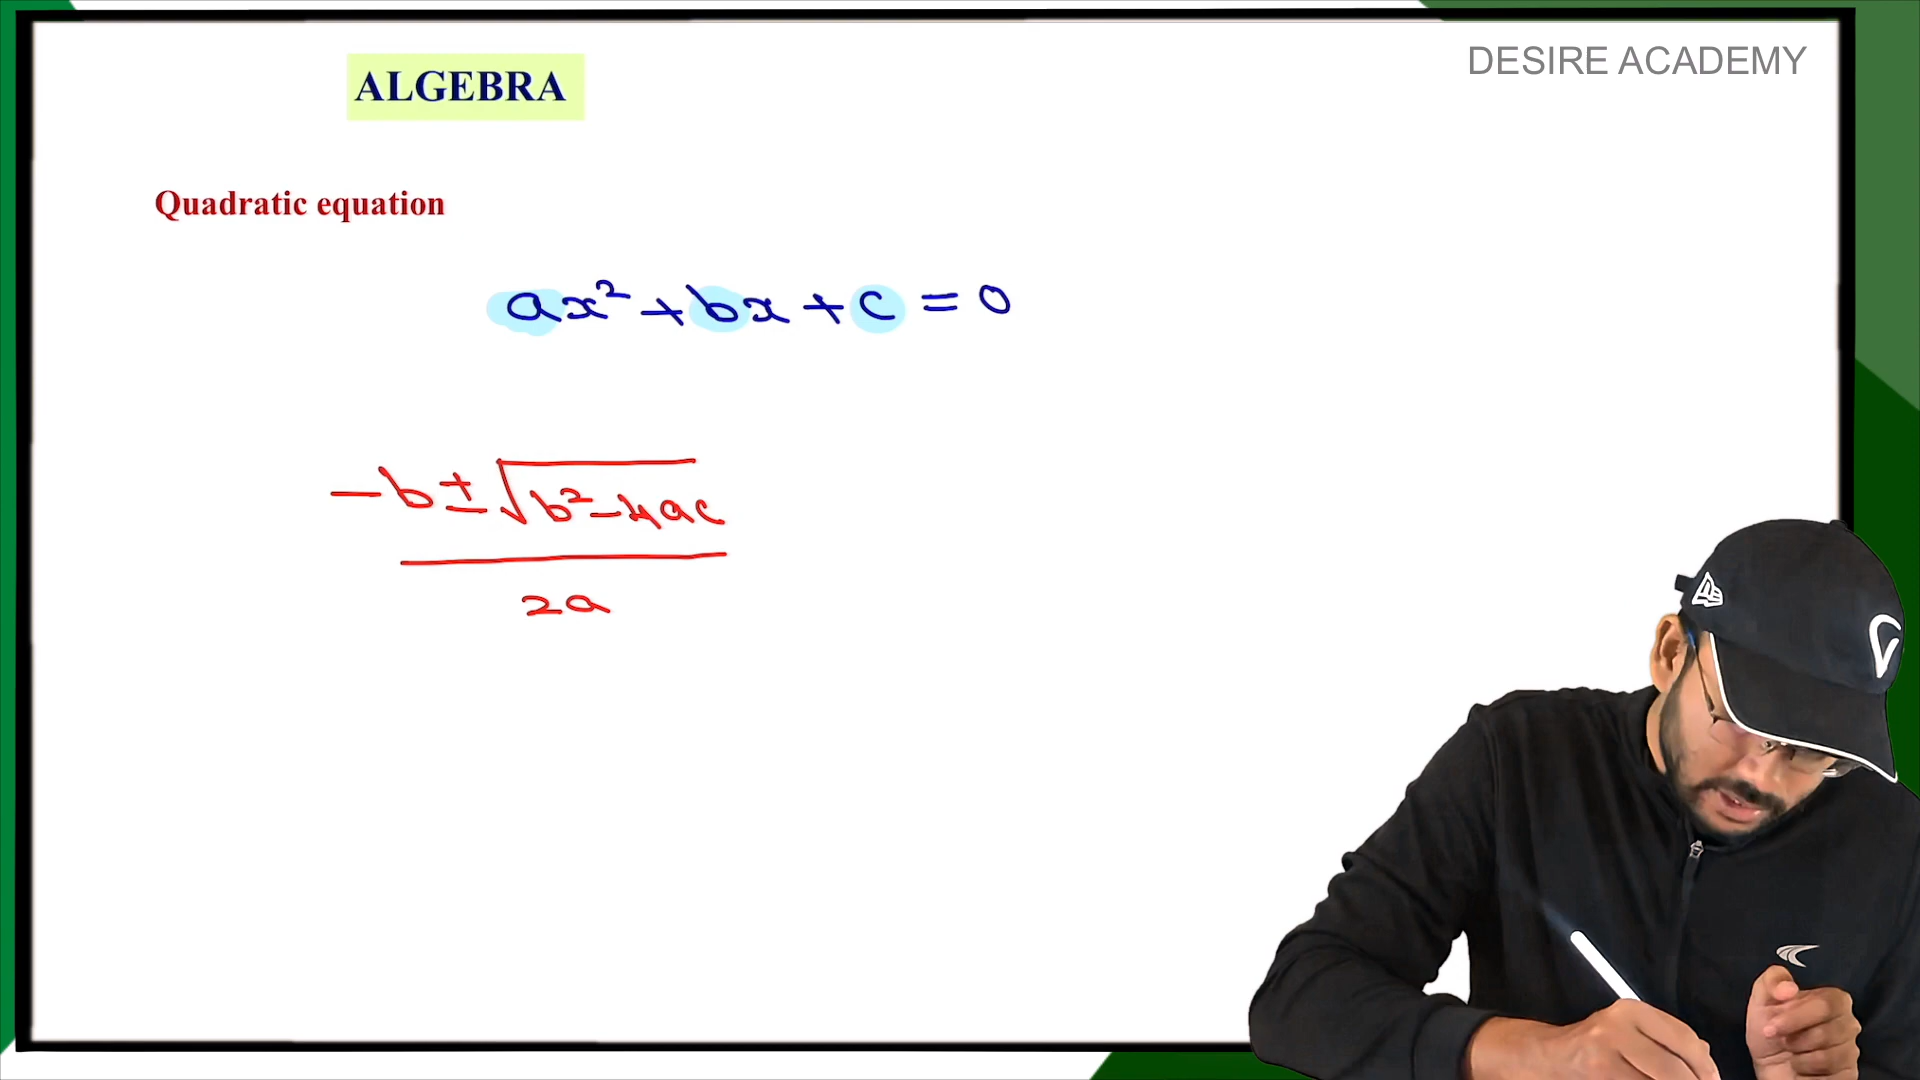 ALGEBRA
DESIRE ACADEMY
Quadratic equation
ax² + bx + c = 0
-b ± √b² - 4ac
2a